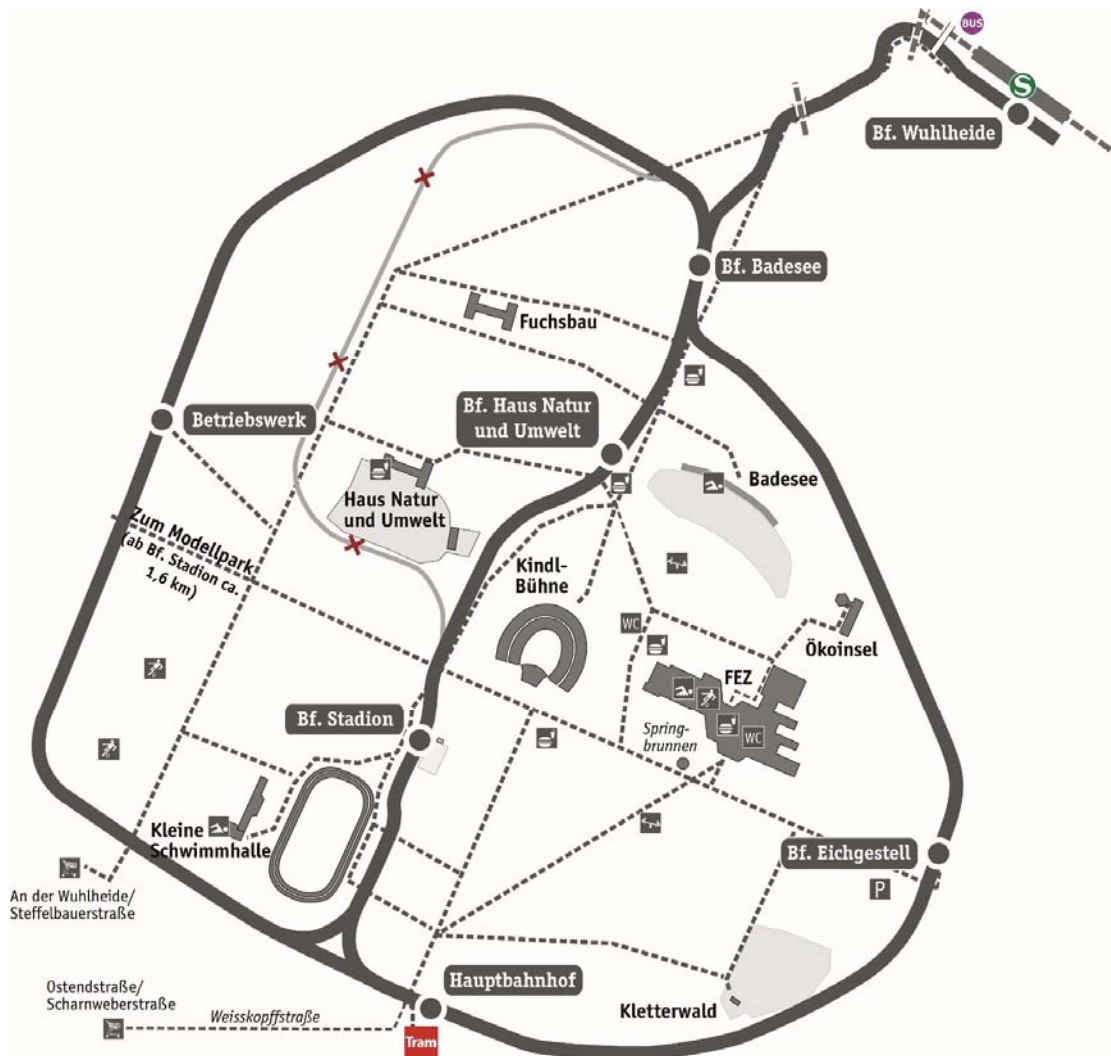 BUS
S
Bf. Wuhlheide
Bf. Badesee
Fuchsbau
Betriebswerk
Bf. Haus Natur
und Umwelt
Badesee
Haus Natur
und Umwelt
Zum Modellpark
(ab Bf. Stadion ca.
1,6 km)
Kindl-
Bühne
WC
Ökoinsel
FEZ
Bf. Stadion
Spring-
brunnen
WC
Kleine
Schwimmhalle
Bf. Eichgestell
P
An der Wuhlheide/
Steffelbauerstraße
Hauptbahnhof
Ostendstraße/
Scharnweberstraße
Weisskopffstraße
Kletterwald
Tram